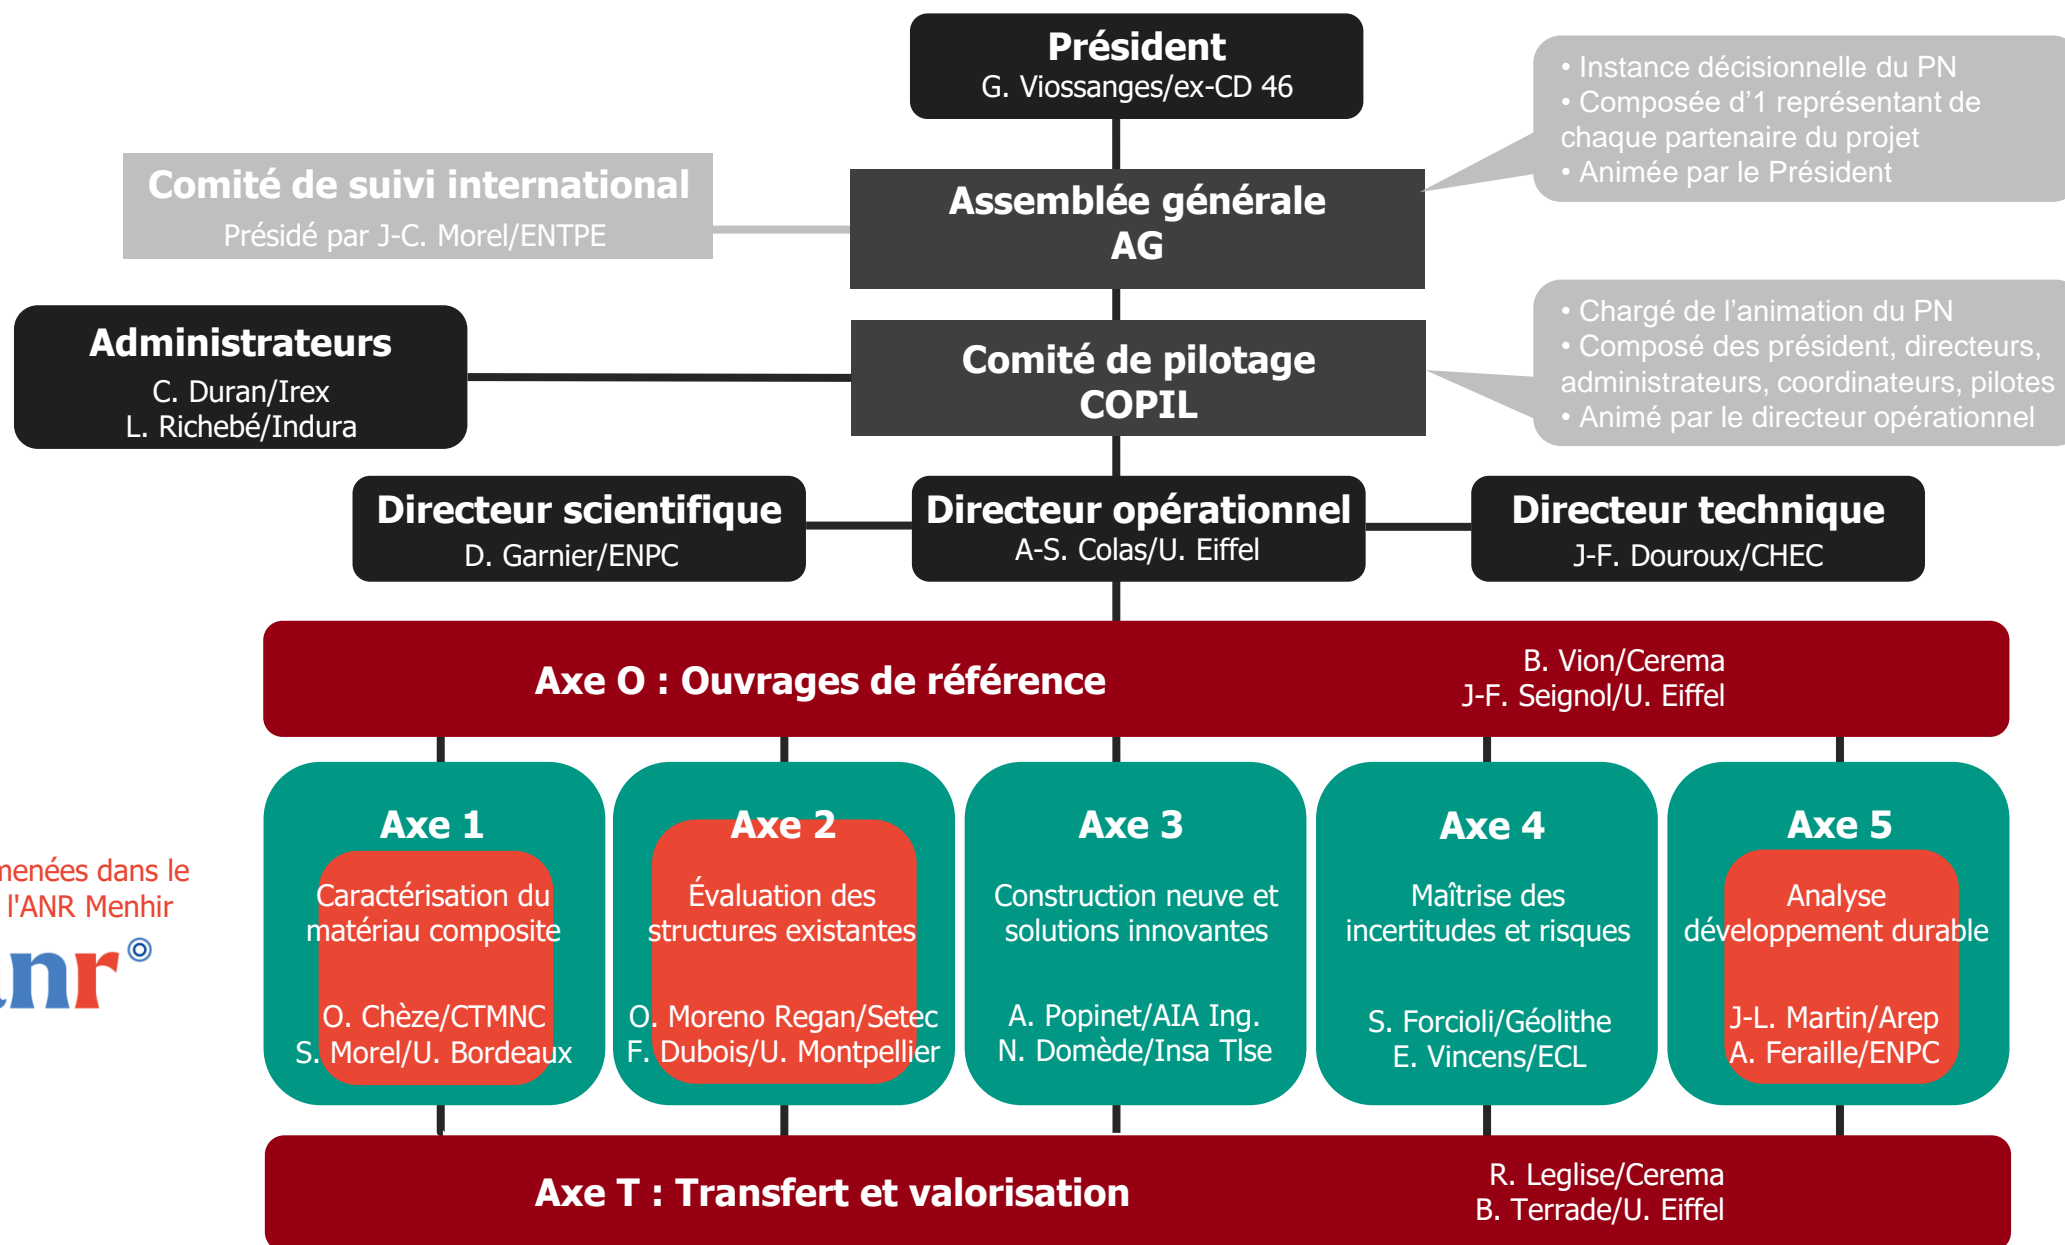 Président
G. Viossanges/ex-CD 46
• Instance décisionnelle du PN
• Composée d'1 représentant de
chaque partenaire du projet
• Animée par le Président
Comité de suivi international
Présidé par J-C. Morel/ENTPE
Assemblée générale
AG
Administrateurs
C. Duran/Irex
L. Richebé/Indura
Comité de pilotage
COPIL
• Chargé de l'animation du PN
• Composé des président, directeurs,
administrateurs, coordinateurs, pilotes
• Animé par le directeur opérationnel
Directeur scientifique
D. Garnier/ENPC
Directeur opérationnel
A-S. Colas/U. Eiffel
Directeur technique
J-F. Douroux/CHEC
Axe O : Ouvrages de référence
B. Vion/Cerema
J-F. Seignol/U. Eiffel
menées dans le
l'ANR Menhir
anr
Axe 1
Caractérisation du
matériau composite
O. Chèze/CTMNC
S. Morel/U. Bordeaux
Axe 2
Évaluation des
structures existantes
O. Moreno Regan/Setec
F. Dubois/U. Montpellier
Axe 3
Construction neuve et
solutions innovantes
A. Popinet/AIA Ing.
N. Domède/Insa Tlse
Axe 4
Maîtrise des
incertitudes et risques
S. Forcioli/Géolithe
E. Vincens/ECL
Axe 5
Analyse
développement durable
J-L. Martin/Arep
A. Feraille/ENPC
Axe T : Transfert et valorisation
R. Leglise/Cerema
B. Terrade/U. Eiffel